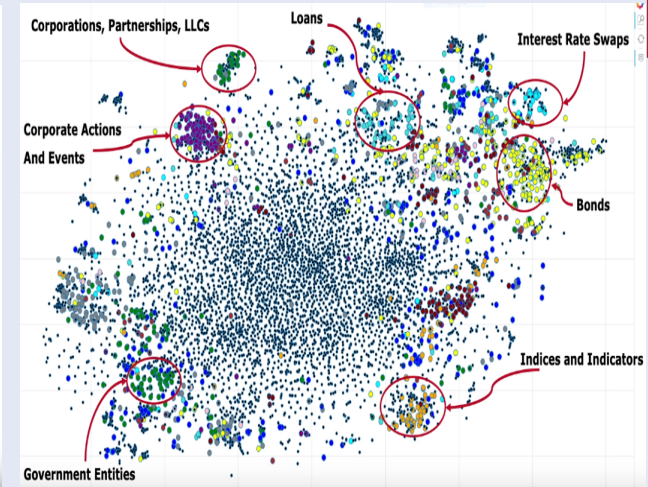 Corporations, Partnerships, LLCs
Loans
Interest Rate Swaps
Corporate Actions
And Events
Bonds
Indices and Indicators
Government Entities